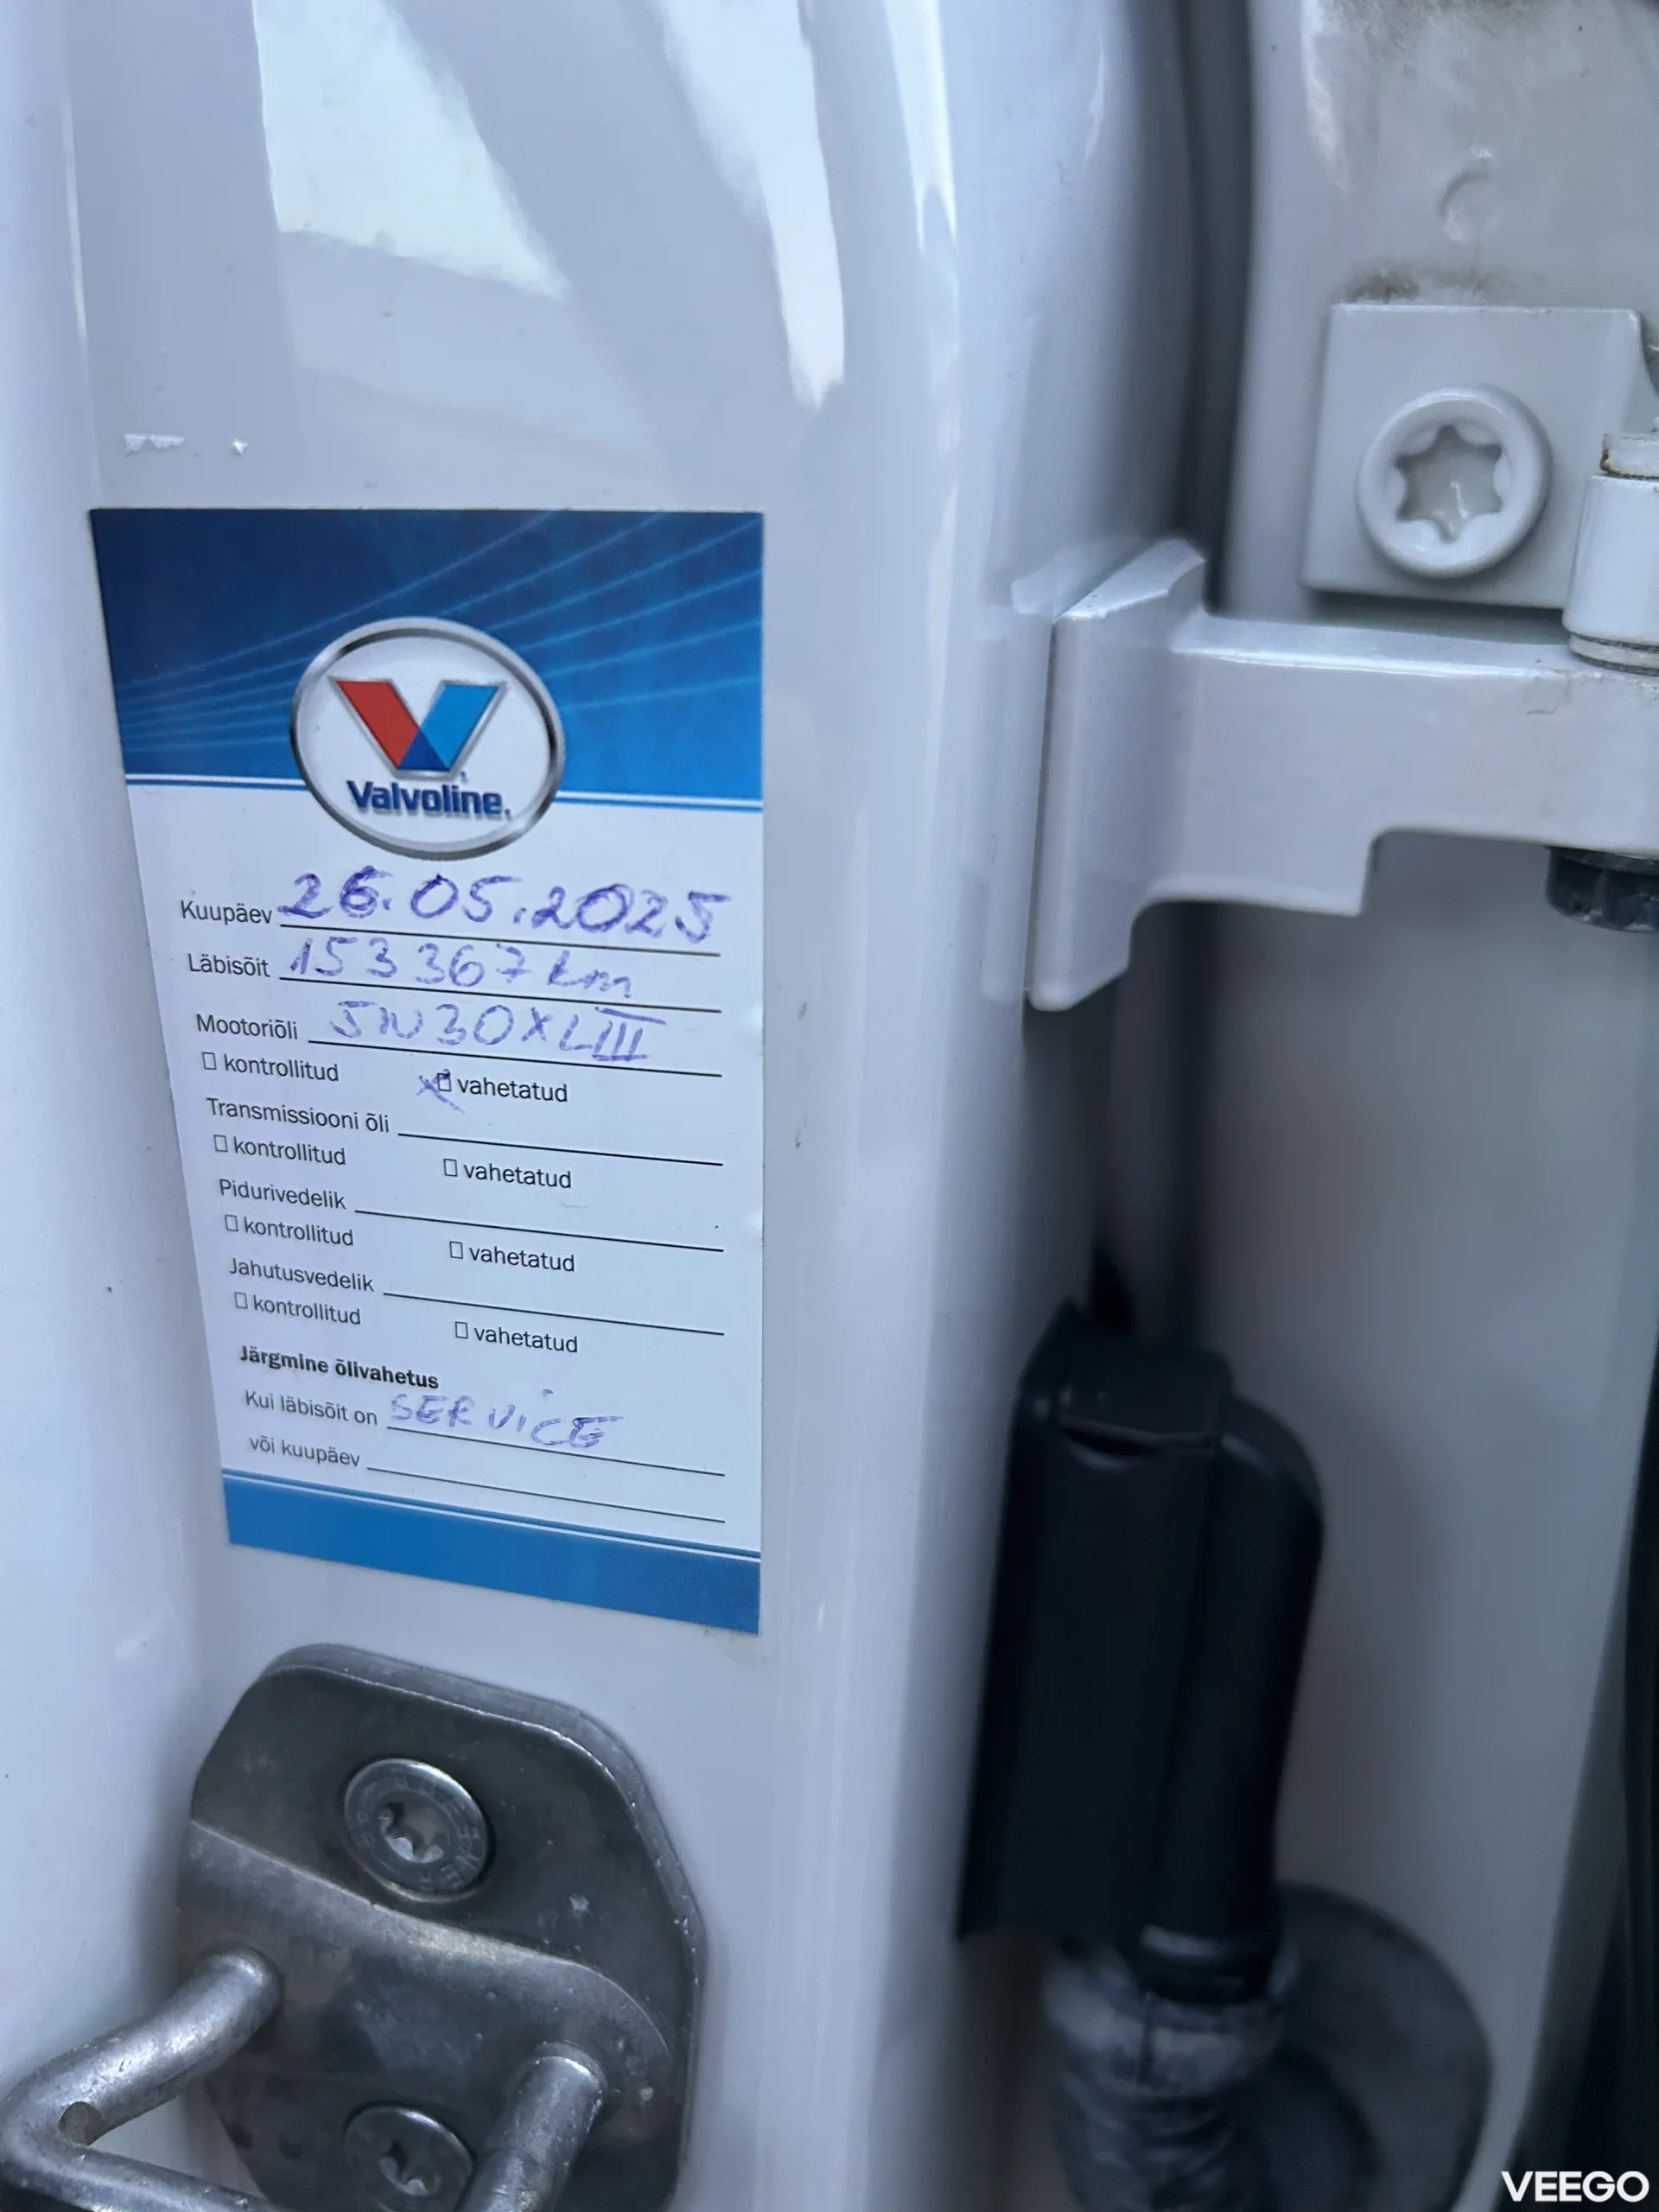 Valvoline.
Kuupäev 26.05.2025
Läbisõit 153367 km
Mootoriõli 5W30 XL III
kontrollitud vahetatud
Transmissiooni õli
kontrollitud vahetatud
Pidurivedelik
kontrollitud vahetatud
Jahutusvedelik
kontrollitud vahetatud
Järgmine õlivahetus
Kui läbisõit on SERVICE
või kuupäev
VEEGO